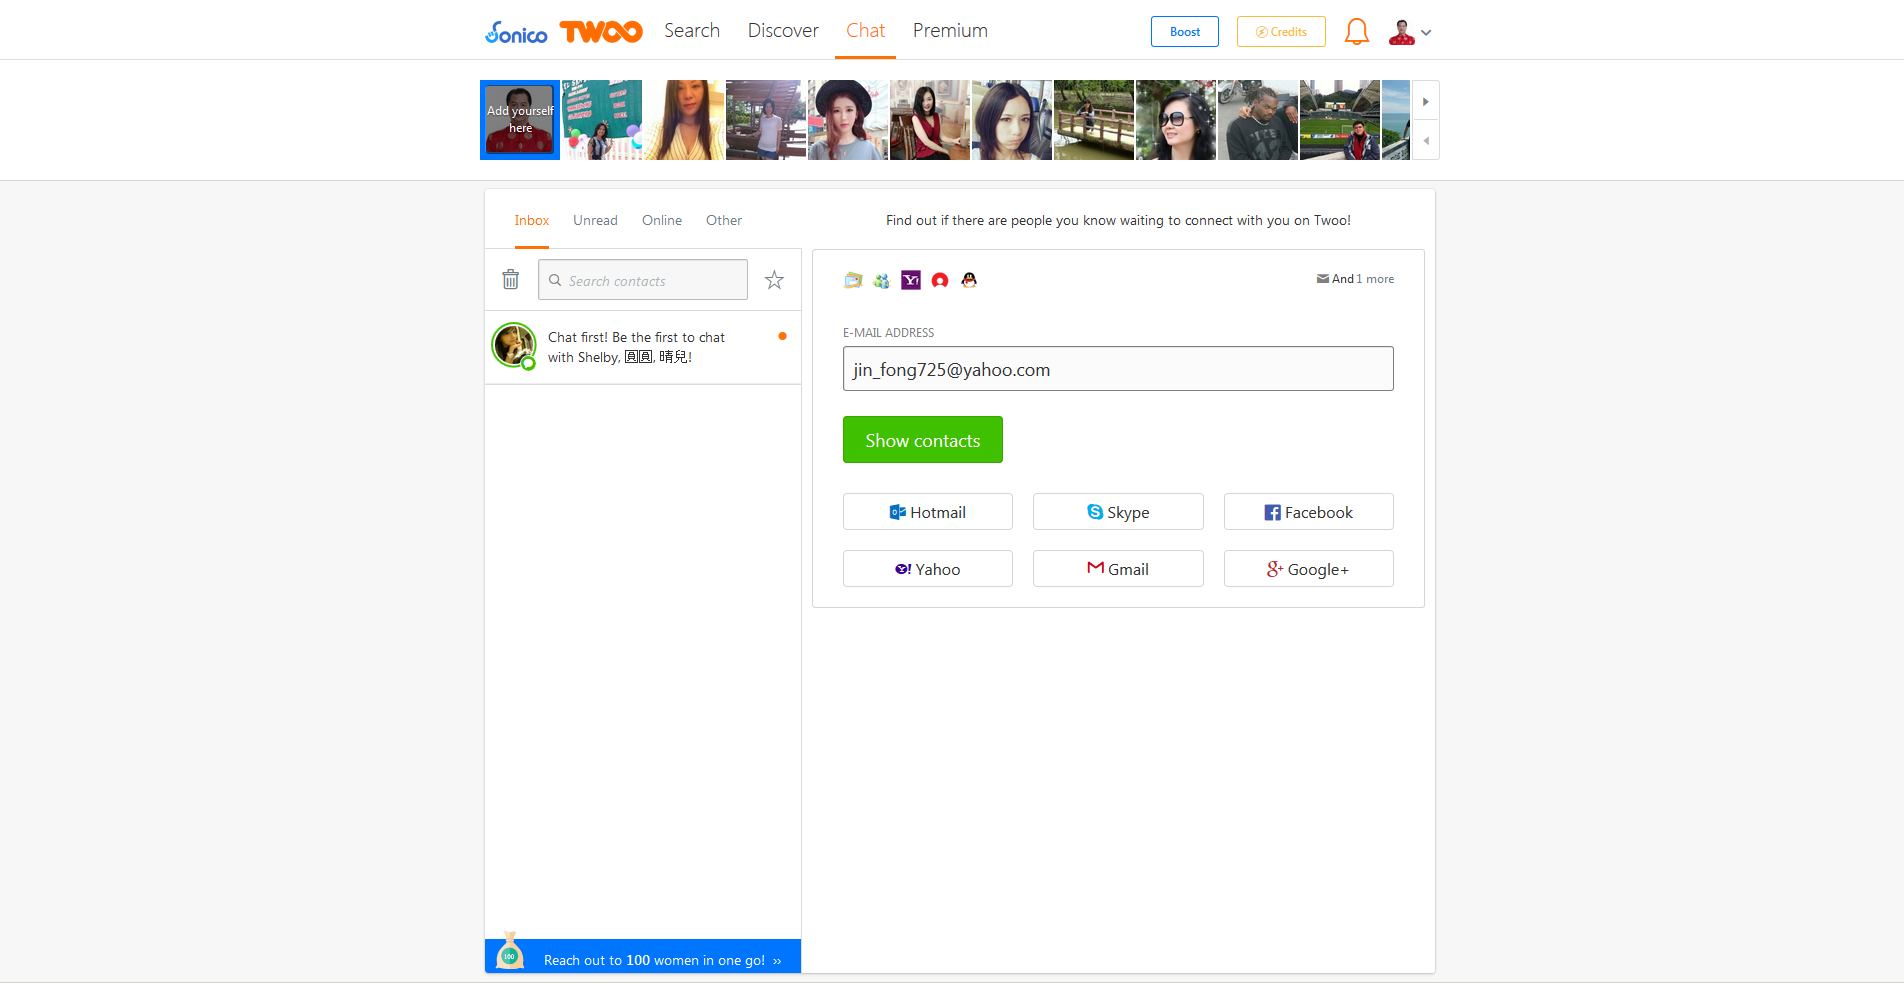 Sonico TWOO Search Discover Chat Premium Boost Credits
Add yourself
here
Inbox Unread Online Other
Find out if there are people you know waiting to connect with you on Twoo!
Search contacts
And 1 more
Chat first! Be the first to chat
with Shelby, 圓圓, 晴兒!
E-MAIL ADDRESS
jin_fong725@yahoo.com
Show contacts
Hotmail Skype Facebook
Yahoo Gmail Google+
100 Reach out to 100 women in one go! ››